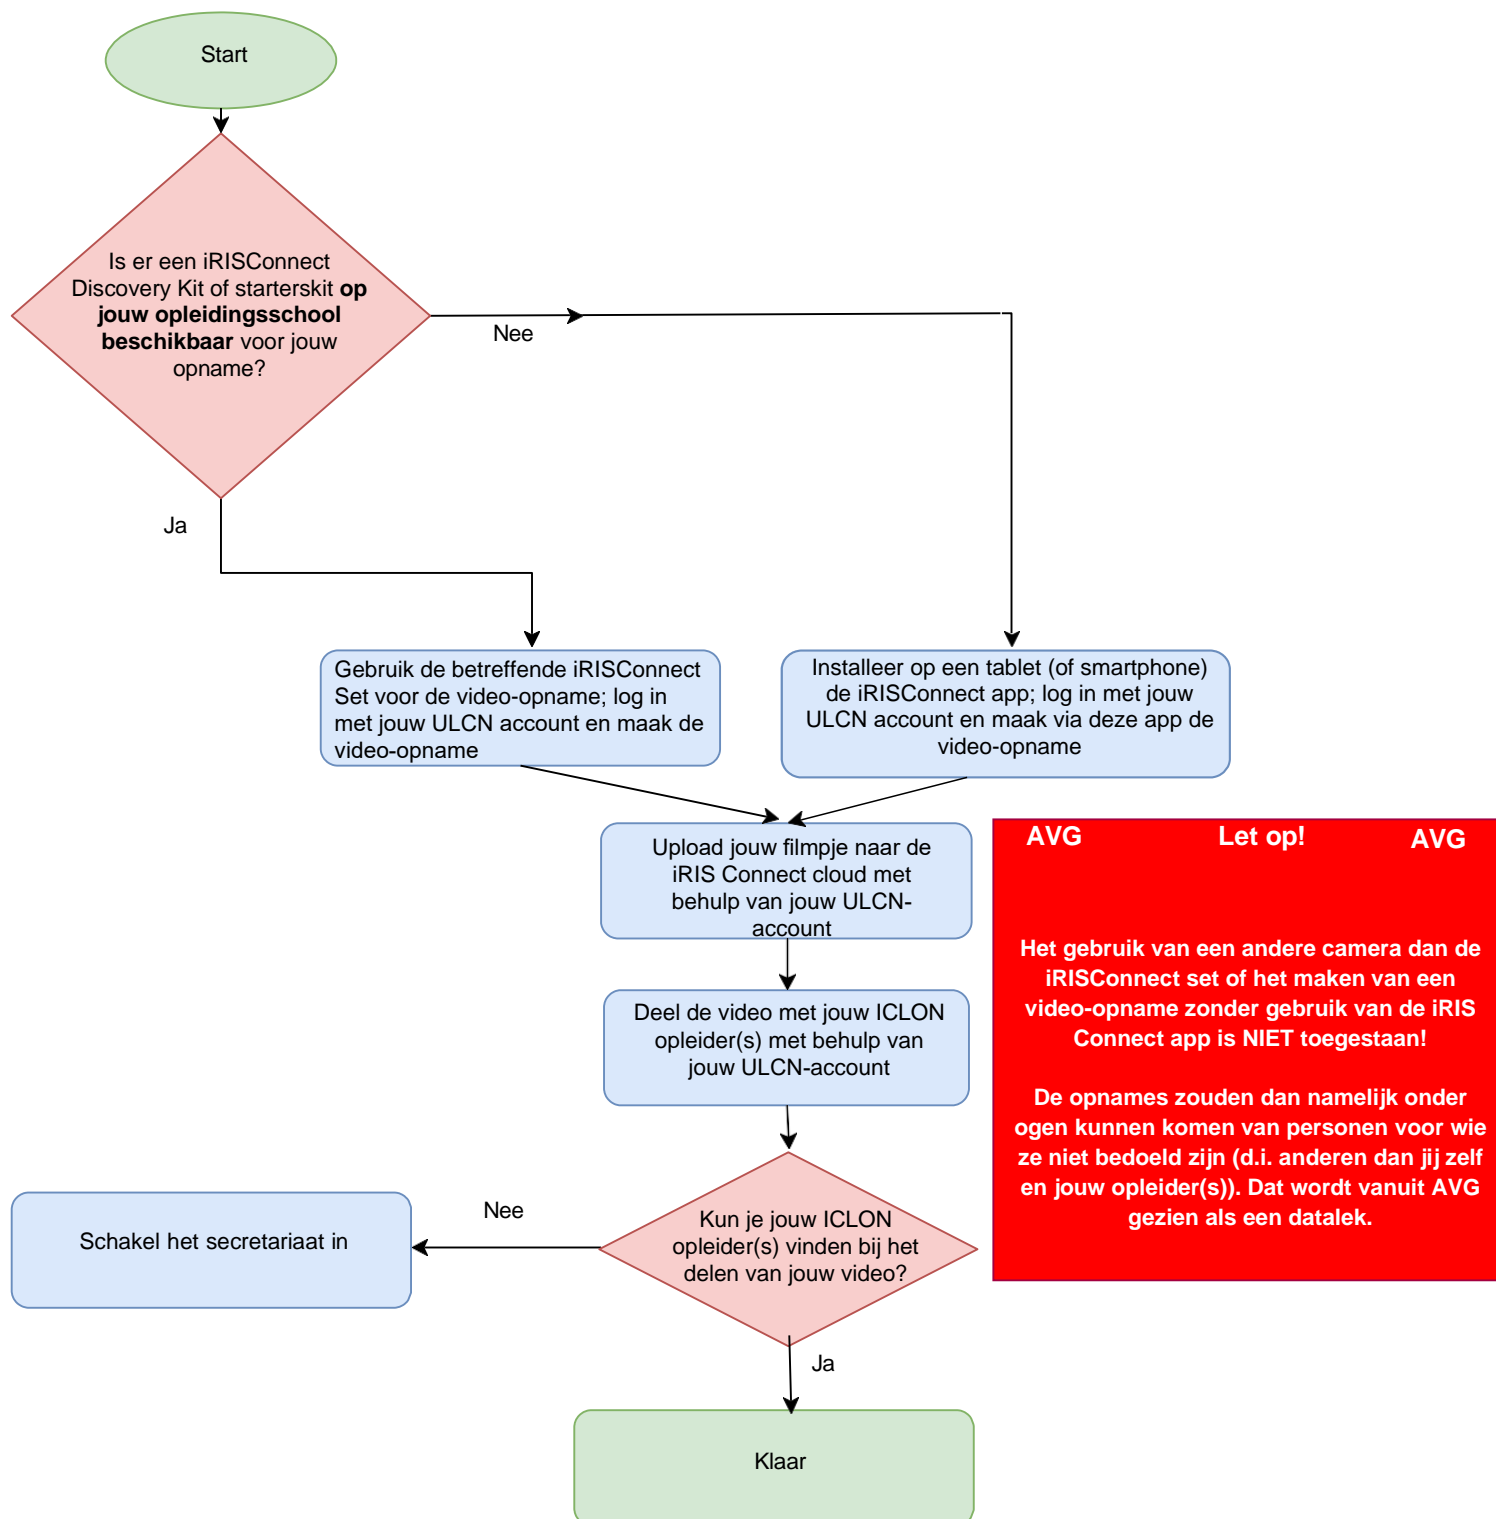 Start
Is er een iRISConnect
Discovery Kit of starterskit op
jouw opleidingsschool
beschikbaar voor jouw
opname?
Nee
Ja
Gebruik de betreffende iRISConnect
Set voor de video-opname; log in
met jouw ULCN account en maak de
video-opname
Installeer op een tablet (of smartphone)
de iRISConnect app; log in met jouw
ULCN account en maak via deze app de
video-opname
Upload jouw filmpje naar de
iRIS Connect cloud met
behulp van jouw ULCN-
account
AVG Let op! AVG
Het gebruik van een andere camera dan de
iRISConnect set of het maken van een
video-opname zonder gebruik van de iRIS
Connect app is NIET toegestaan!
De opnames zouden dan namelijk onder
ogen kunnen komen van personen voor wie
ze niet bedoeld zijn (d.i. anderen dan jij zelf
en jouw opleider(s)). Dat wordt vanuit AVG
gezien als een datalek.
Deel de video met jouw ICLON
opleider(s) met behulp van
jouw ULCN-account
Kun je jouw ICLON
opleider(s) vinden bij het
delen van jouw video?
Nee
Schakel het secretariaat in
Ja
Klaar